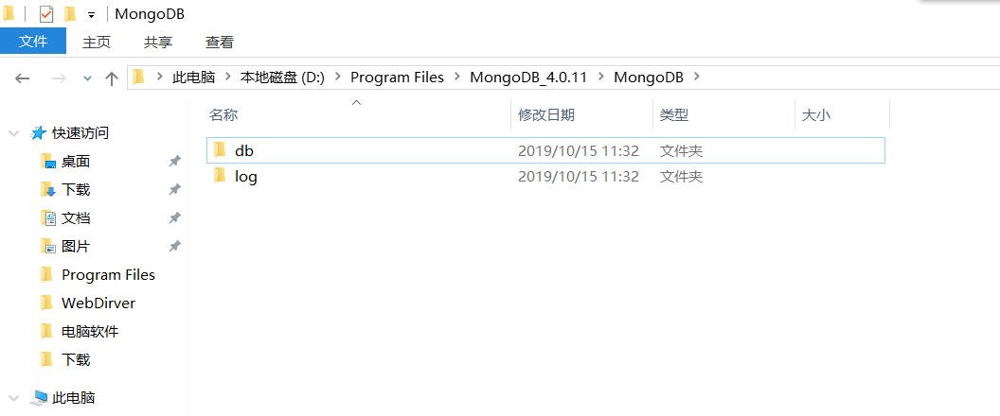 MongoDB
文件 主页 共享 查看
此电脑 本地磁盘 (D:) Program Files MongoDB_4.0.11 MongoDB
名称 修改日期 类型 大小
快速访问
桌面
下载
文档
图片
Program Files
WebDirver
电脑软件
下载
此电脑
db 2019/10/15 11:32 文件夹
log 2019/10/15 11:32 文件夹